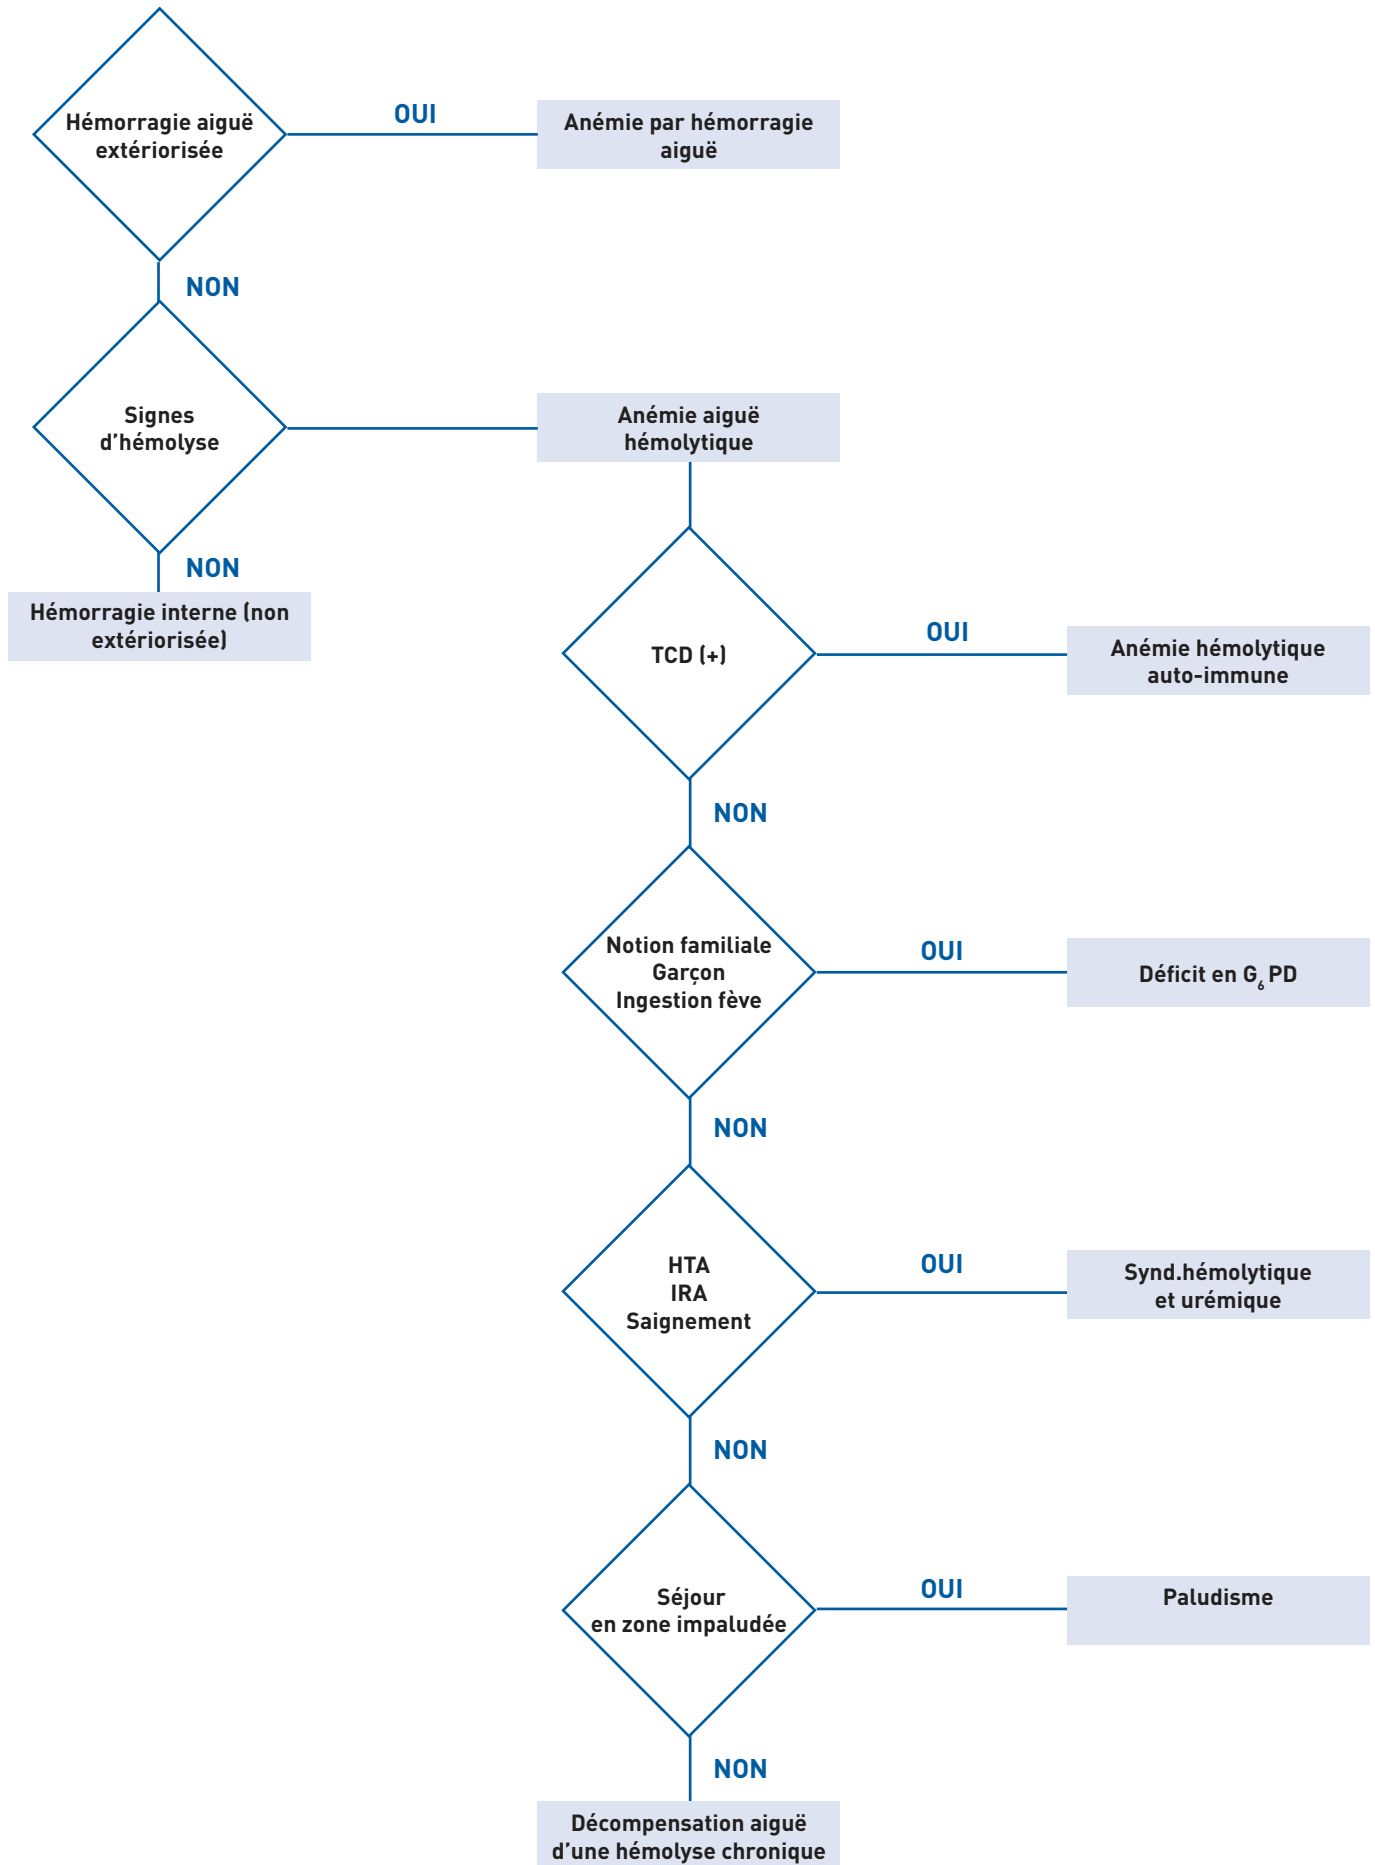 Hémorragie aiguë
extériorisée
OUI
Anémie par hémorragie
aiguë
NON
Signes
d’hémolyse
Anémie aiguë
hémolytique
NON
Hémorragie interne (non
extériorisée)
TCD (+)
OUI
Anémie hémolytique
auto-immune
NON
Notion familiale
Garçon
Ingestion fève
OUI
Déficit en G₆ PD
NON
HTA
IRA
Saignement
OUI
Synd.hémolytique
et urémique
NON
Séjour
en zone impaludée
OUI
Paludisme
NON
Décompensation aiguë
d’une hémolyse chronique